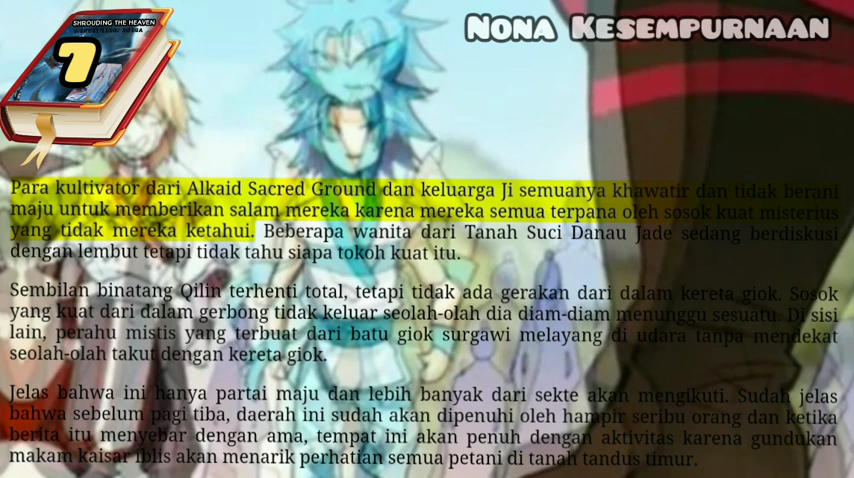 SHROUDING THE HEAVEN
7
Nona Kesempurnaan
Para kultivator dari Alkaid Sacred Ground dan keluarga Ji semuanya khawatir dan tidak berani
maju untuk memberikan salam mereka karena mereka semua terpana oleh sosok kuat misterius
yang tidak mereka ketahui. Beberapa wanita dari Tanah Suci Danau Jade sedang berdiskusi
dengan lembut tetapi tidak tahu siapa tokoh kuat itu.
Sembilan binatang Qilin terhenti total, tetapi tidak ada gerakan dari dalam kereta giok. Sosok
yang kuat dari dalam gerbong tidak keluar seolah-olah dia diam-diam menunggu sesuatu. Di sisi
lain, perahu mistis yang terbuat dari batu giok surgawi melayang di udara tanpa mendekat
seolah-olah takut dengan kereta giok.
Jelas bahwa ini hanya partai maju dan lebih banyak dari sekte akan mengikuti. Sudah jelas
bahwa sebelum pagi tiba, daerah ini sudah akan dipenuhi oleh hampir seribu orang dan ketika
berita itu menyebar dengan ama, tempat ini akan penuh dengan aktivitas karena gundukan
makam kaisar iblis akan menarik perhatian semua petani di tanah tandus timur.